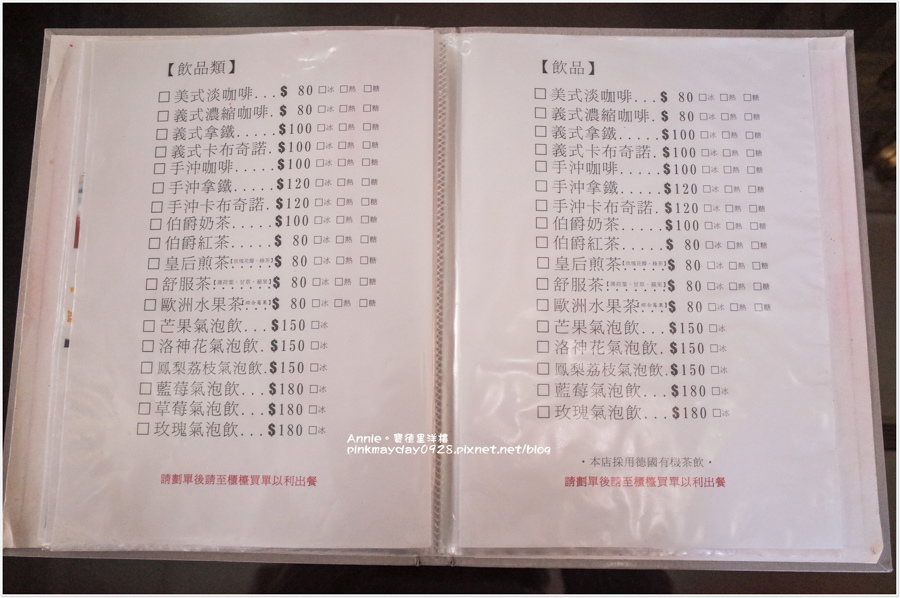 【飲品類】
□美式淡咖啡...$ 80 □冰 □熱 □糖
□義式濃縮咖啡.$ 80 □冰 □熱 □糖
□義式拿鐵.....$100 □冰 □熱 □糖
□義式卡布奇諾.$100 □冰 □熱 □糖
□手沖咖啡.....$100 □冰 □熱 □糖
□手沖拿鐵.....$120 □冰 □熱 □糖
□手沖卡布奇諾.$120 □冰 □熱 □糖
□伯爵奶茶.....$100 □冰 □熱 □糖
□伯爵紅茶.....$ 80 □冰 □熱 □糖
□皇后煎茶.....$ 80 □冰 □熱 □糖
□舒服茶.......$ 80 □冰 □熱 □糖
□歐洲水果茶...$ 80 □冰 □熱 □糖
□芒果氣泡飲...$150 □冰
□洛神花氣泡飲.$150 □冰
□鳳梨荔枝氣泡飲.$150 □冰
□藍莓氣泡飲...$180 □冰
□草莓氣泡飲...$180 □冰
□玫瑰氣泡飲...$180 □冰
請劃單後請至櫃檯買單以利出餐
【飲品】
□美式淡咖啡...$ 80 □冰 □熱 □糖
□義式濃縮咖啡.$ 80 □冰 □熱 □糖
□義式拿鐵.....$100 □冰 □熱 □糖
□義式卡布奇諾.$100 □冰 □熱 □糖
□手沖咖啡.....$100 □冰 □熱 □糖
□手沖拿鐵.....$120 □冰 □熱 □糖
□手沖卡布奇諾.$120 □冰 □熱 □糖
□伯爵奶茶.....$100 □冰 □熱 □糖
□伯爵紅茶.....$ 80 □冰 □熱 □糖
□皇后煎茶.....$ 80 □冰 □熱 □糖
□舒服茶.......$ 80 □冰 □熱 □糖
□歐洲水果茶...$ 80 □冰 □熱 □糖
□芒果氣泡飲...$150 □冰
□洛神花氣泡飲.$150 □冰
□鳳梨荔枝氣泡飲.$150 □冰
□藍莓氣泡飲...$180 □冰
□玫瑰氣泡飲...$180 □冰
·本店採用德國有機茶飲·
請劃單後請至櫃檯買單以利出餐
Annie。寶德里洋樓
pinkmayday0928.pixnet.net/blog